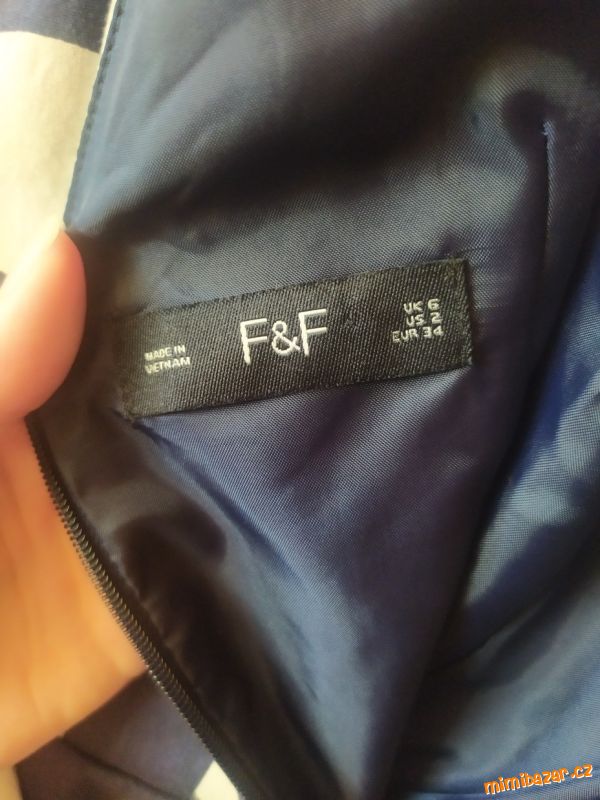 MADE IN
VIETNAM
F&F
UK 6
US 2
EUR 34
mimibazar.cz